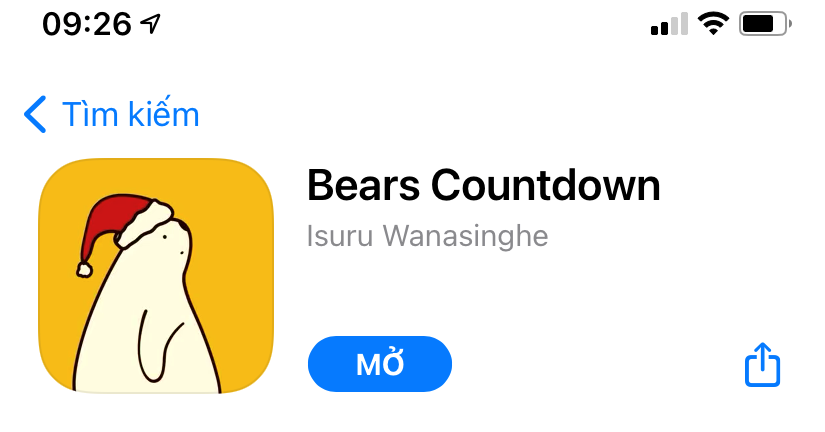 09:26
Tìm kiếm
Bears Countdown
Isuru Wanasinghe
MỞ